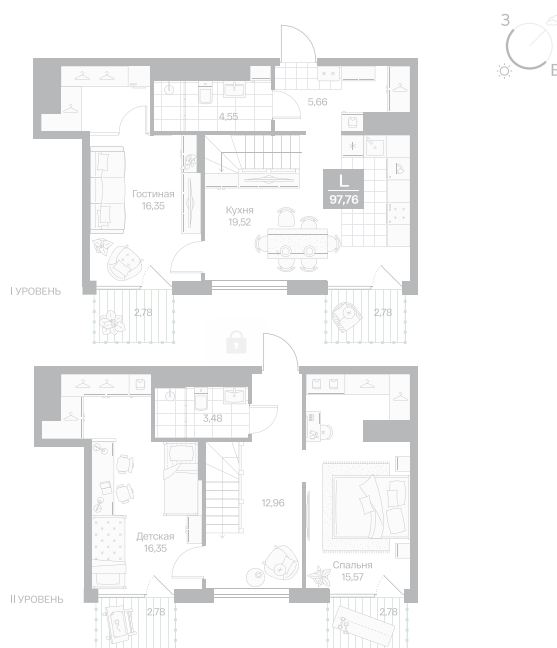 З
В
5,66
4,55
L
97,76
Гостиная
16,35
Кухня
19,52
I УРОВЕНЬ
2,78
2,78
3,48
12,96
Детская
16,35
Спальня
15,57
II УРОВЕНЬ
2,78
2,78